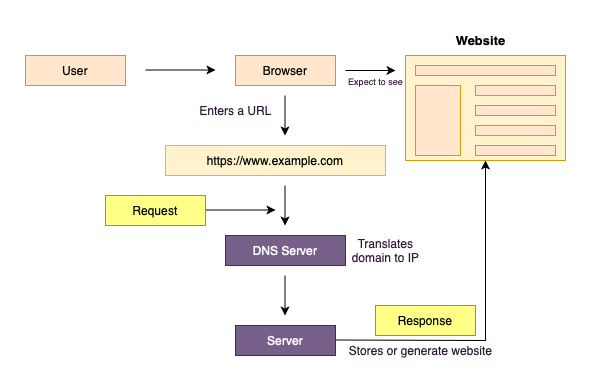 Website
User
Browser
Expect to see
Enters a URL
https://www.example.com
Request
DNS Server
Translates
domain to IP
Response
Server
Stores or generate website